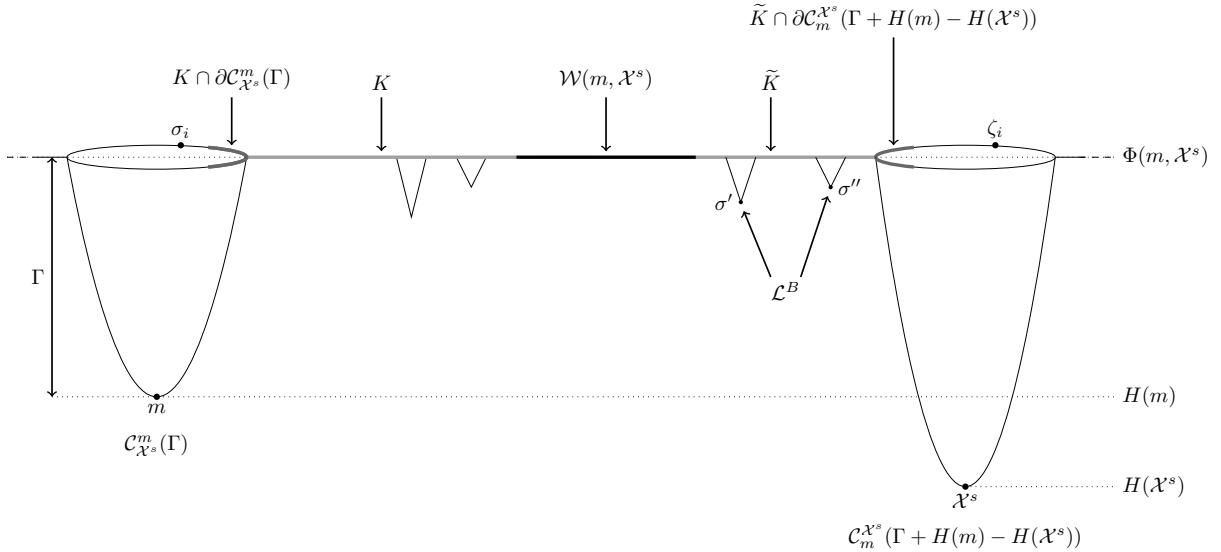 K̃ ∩ ∂𝒞_m^{𝒳^s}(Γ + H(m) − H(𝒳^s))
K ∩ ∂𝒞_{𝒳^s}^m(Γ)
K
𝒲(m, 𝒳^s)
K̃
σ_i
ζ_i
Φ(m, 𝒳^s)
σ′
σ′′
Γ
ℒ^B
m
H(m)
𝒞_{𝒳^s}^m(Γ)
𝒳^s
H(𝒳^s)
𝒞_m^{𝒳^s}(Γ + H(m) − H(𝒳^s))